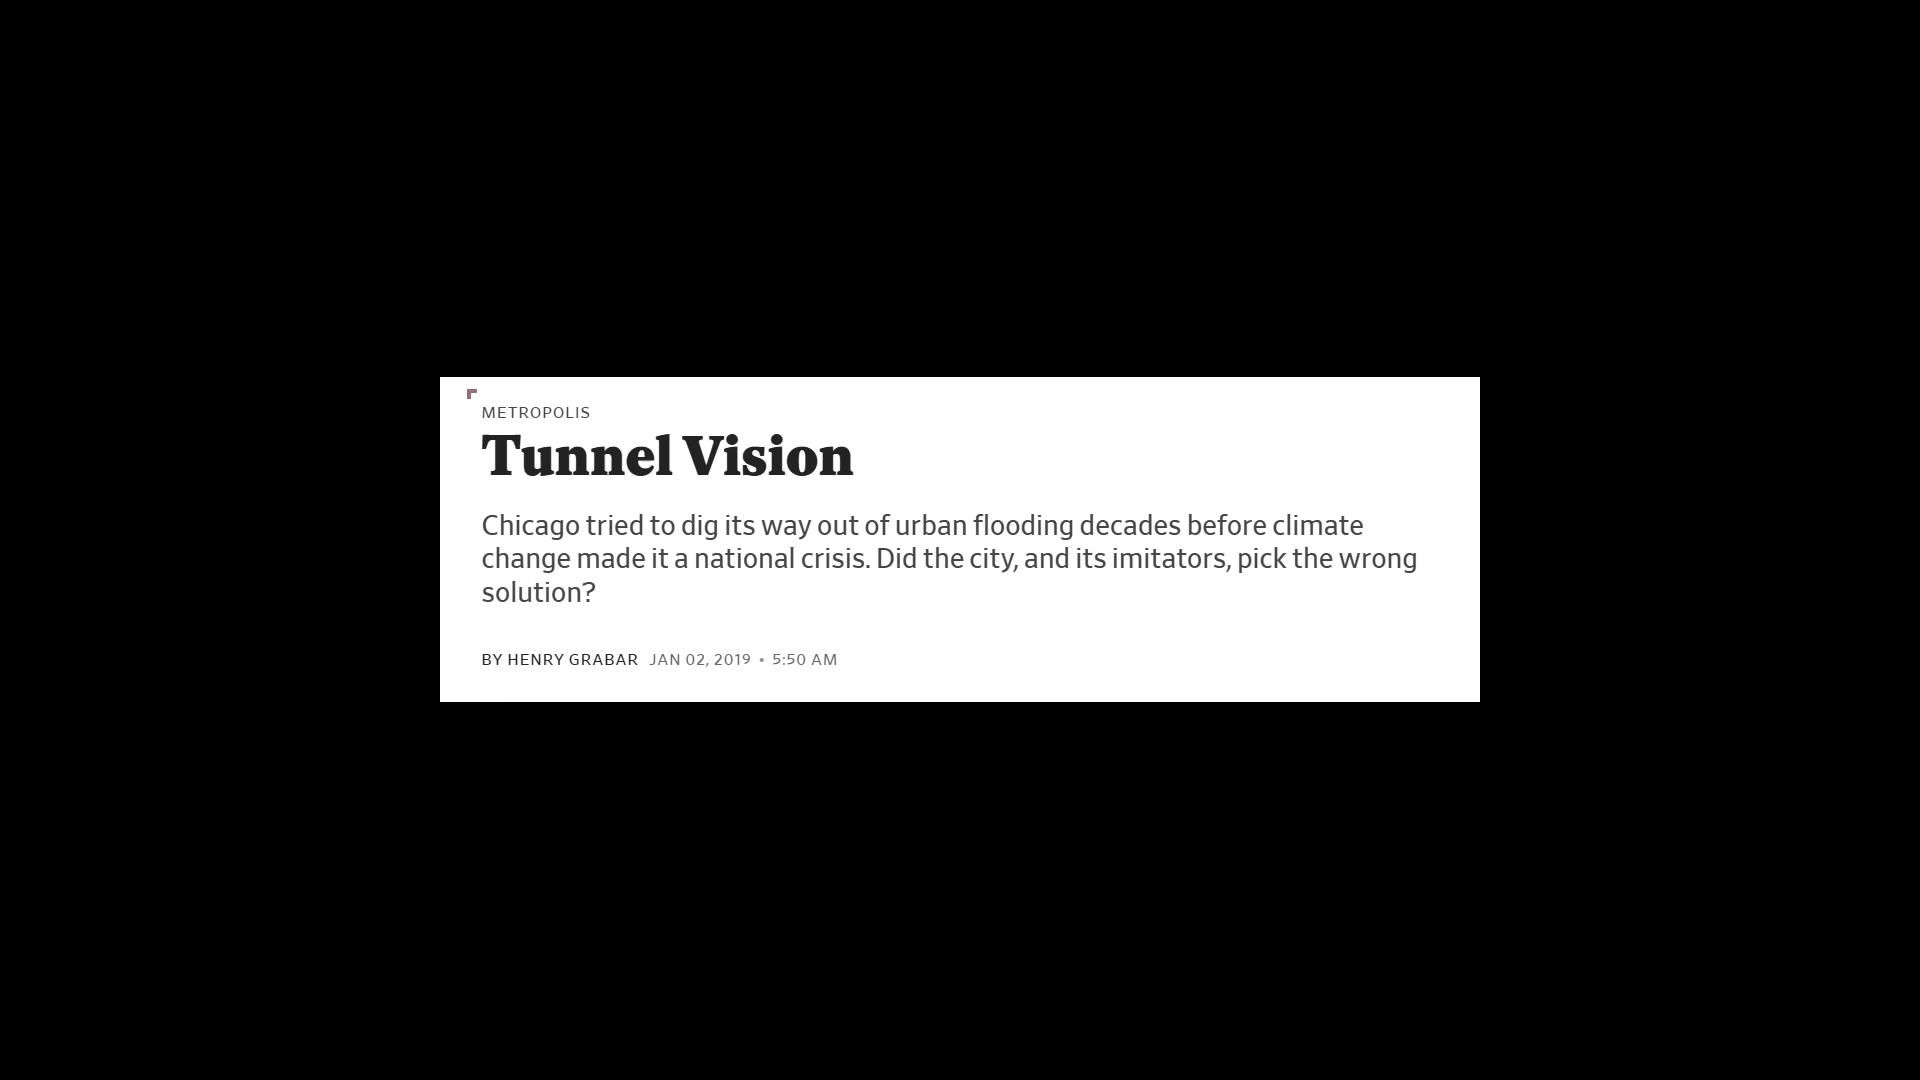 METROPOLIS
Tunnel Vision
Chicago tried to dig its way out of urban flooding decades before climate
change made it a national crisis. Did the city, and its imitators, pick the wrong
solution?
BY HENRY GRABAR JAN 02, 2019 • 5:50 AM